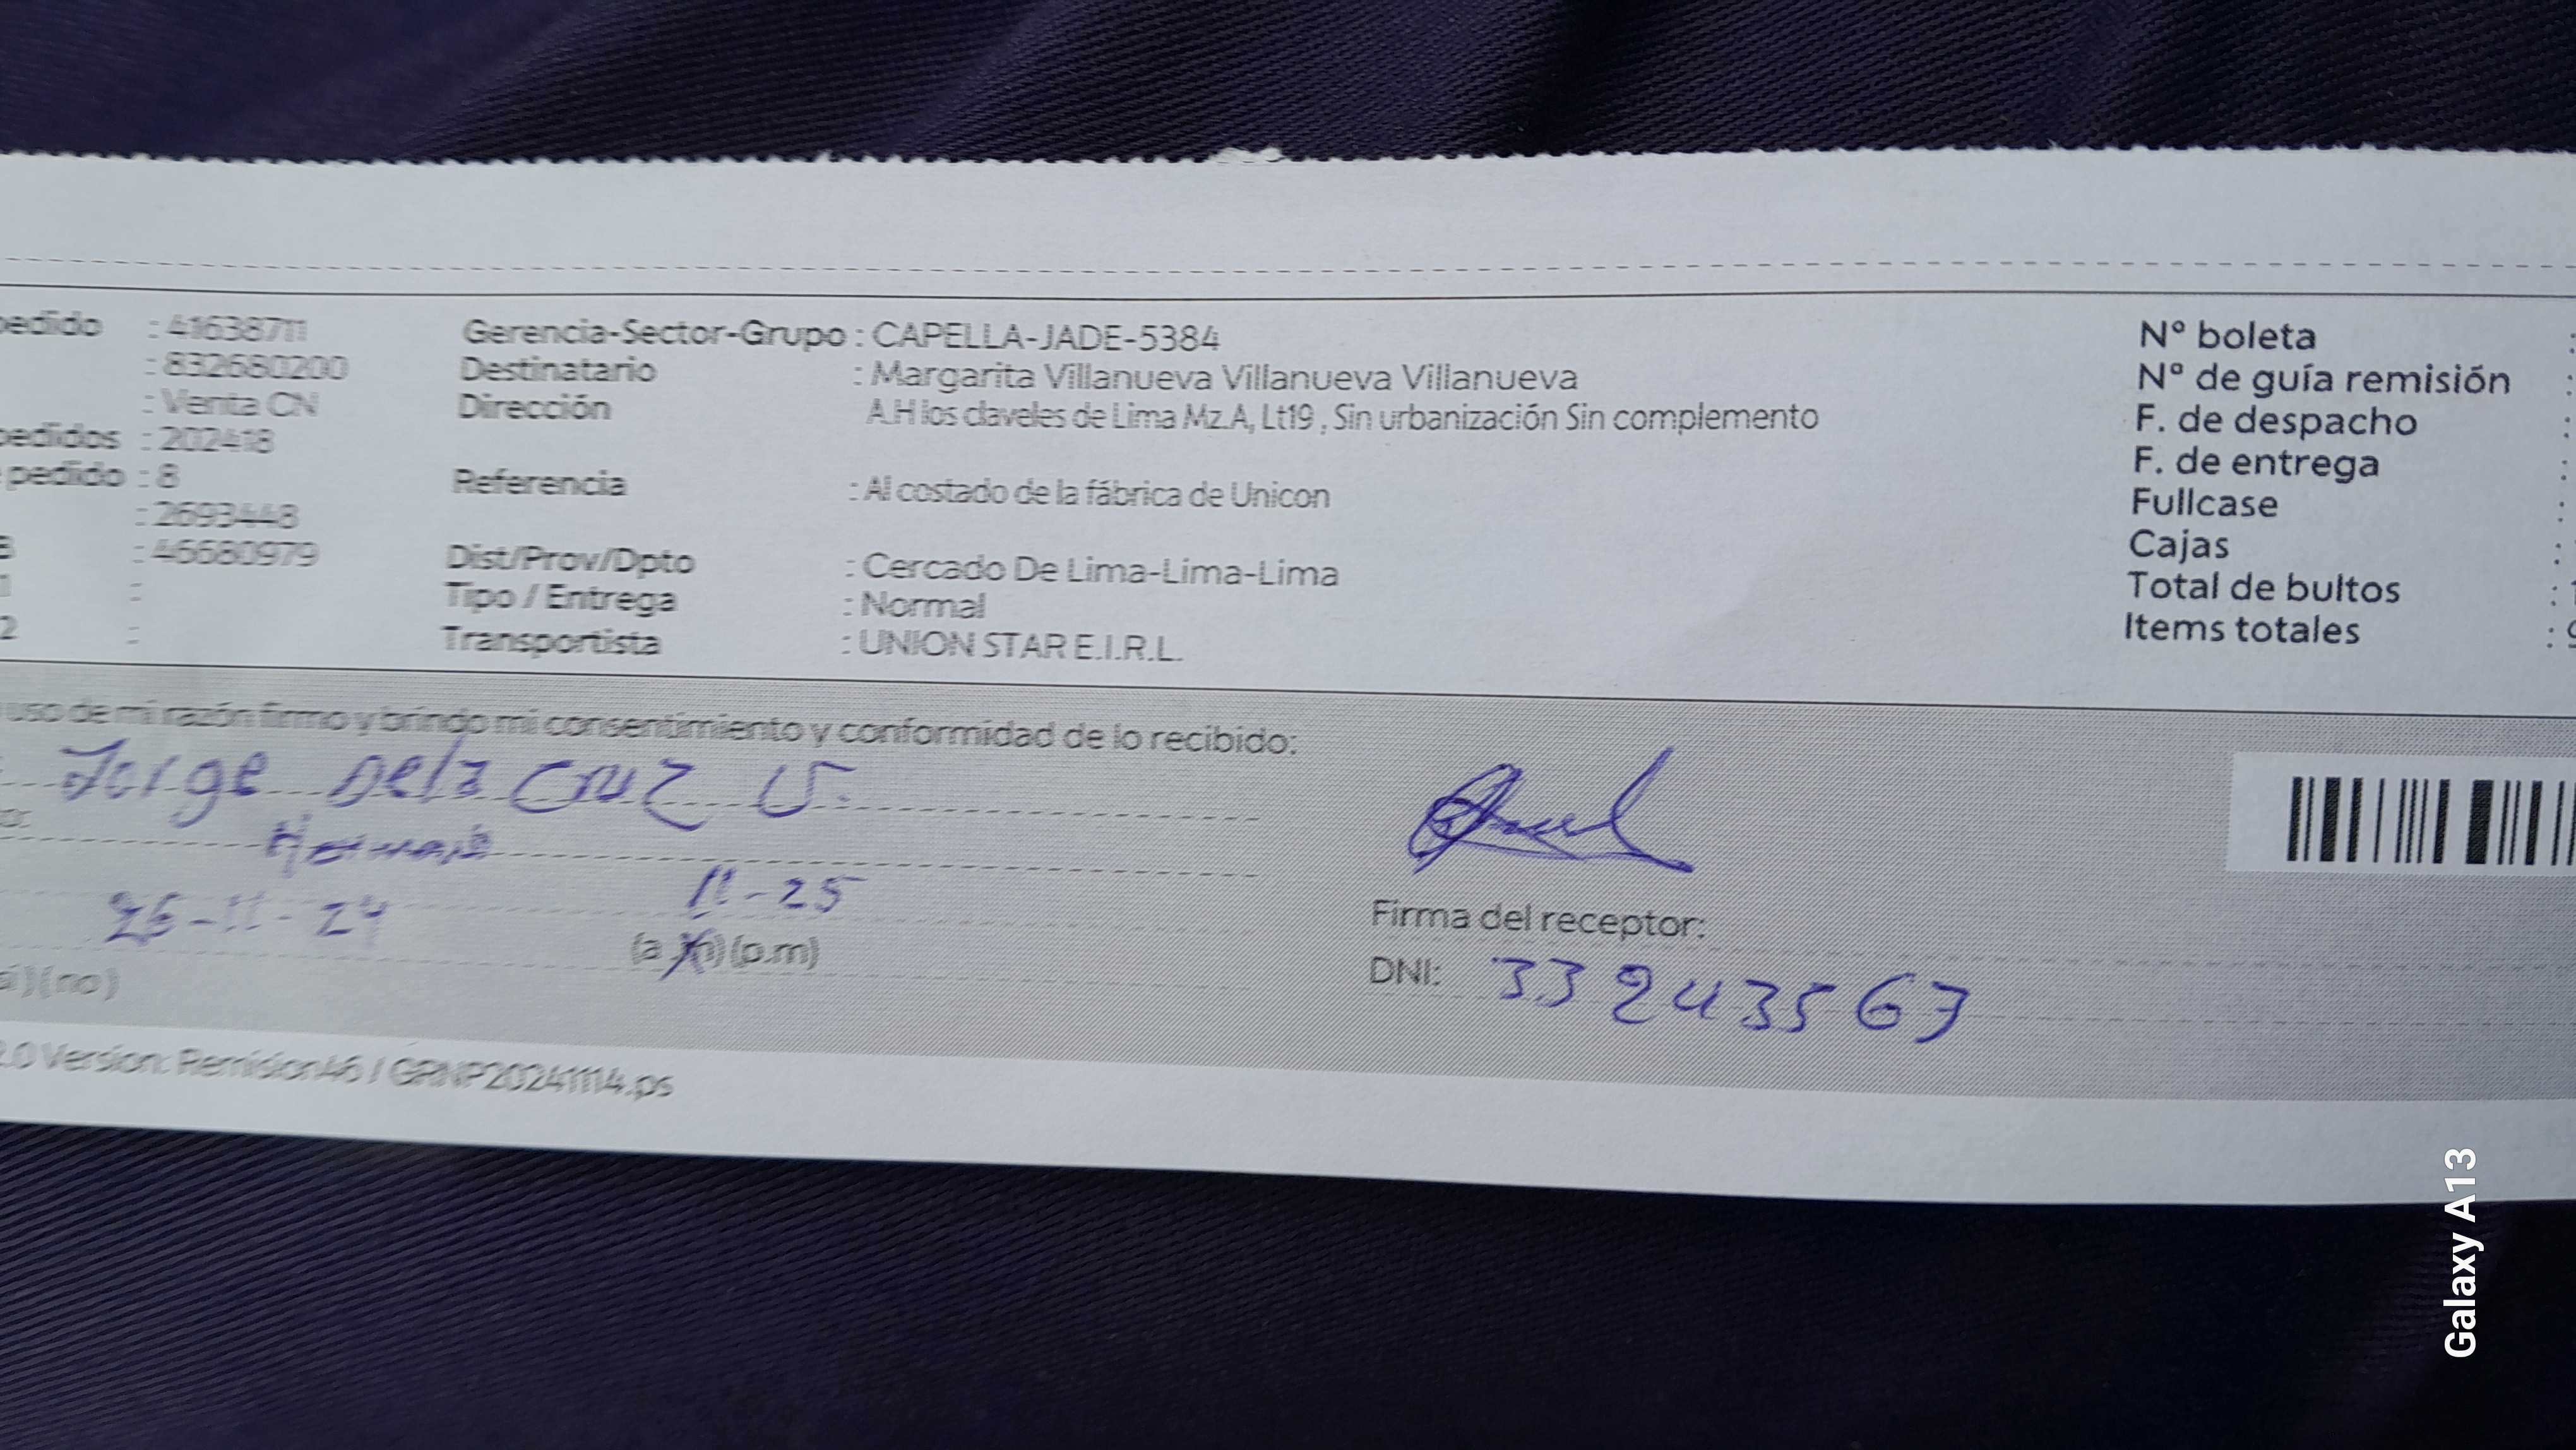 pedido : 41638711
: 832680200
: Venta CN
pedidos : 202418
pedido : 8
: 2693448
: 46680979
1 :
2 :
Gerencia-Sector-Grupo : CAPELLA-JADE-5384
Destinatario : Margarita Villanueva Villanueva Villanueva
Dirección A.H los claveles de Lima Mz.A, Lt19 , Sin urbanización Sin complemento
Referencia : Al costado de la fábrica de Unicon
Dist/Prov/Dpto : Cercado De Lima-Lima-Lima
Tipo / Entrega : Normal
Transportista : UNION STAR E.I.R.L.
N° boleta :
N° de guía remisión :
F. de despacho :
F. de entrega :
Fullcase :
Cajas :
Total de bultos :
Items totales :
uso de mi razón firmo y brindo mi consentimiento y conformidad de lo recibido:
Jorge Dela Cruz V.
-11-24 11-25
(a.m) (p.m)
(no)
Firma del receptor:
DNI: 33243567
2.0 Version: Remision46 / GRNP20241114.ps
Galaxy A13